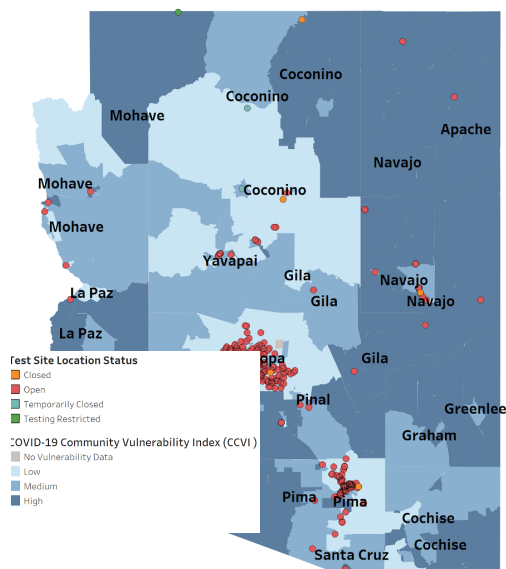 Coconino
Coconino
Mohave
Apache
Navajo
Mohave
Coconino
Mohave
Yavapai
Gila
Navajo
La Paz
Gila
Navajo
La Paz
opa
Gila
Test Site Location Status
Closed
Open
Temporarily Closed
Testing Restricted
Pinal
Greenlee
Graham
COVID-19 Community Vulnerability Index (CCVI )
No Vulnerability Data
Low
Medium
High
Pima
Pima
Cochise
Cochise
Santa Cruz